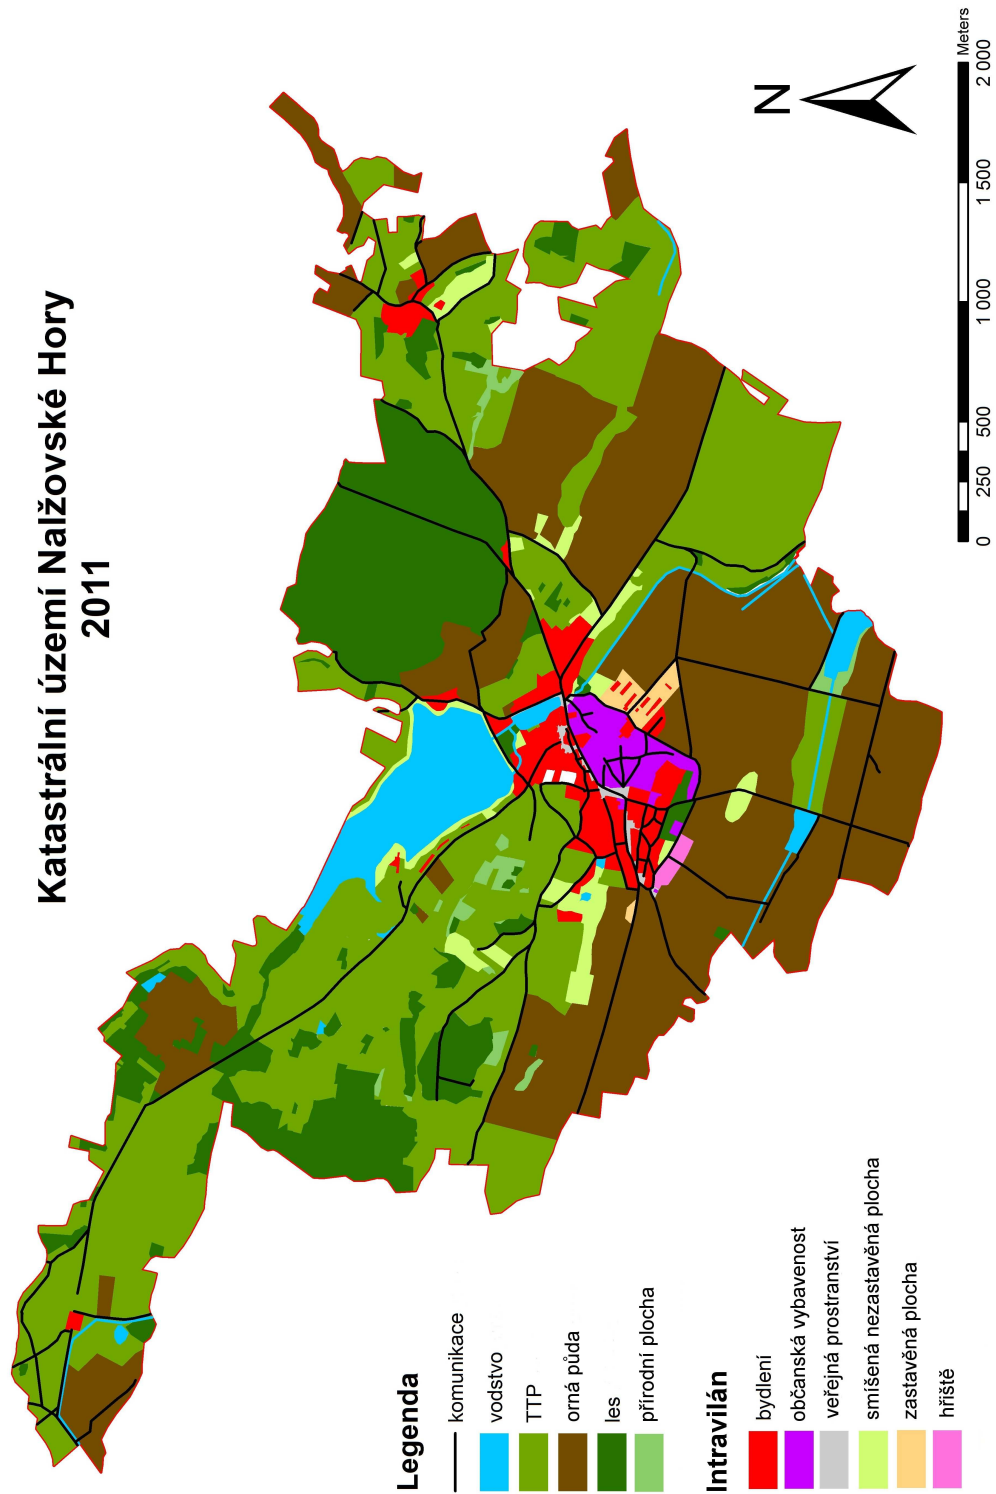 Katastrální území Nalžovské Hory
2011
N
0 250 500 1 000 1 500 2 000
Meters
Legenda
komunikace
vodstvo
TTP
orná půda
les
přírodní plocha
Intravilán
bydlení
občanská vybavenost
veřejná prostranství
smíšená nezastavěná plocha
zastavěná plocha
hřiště